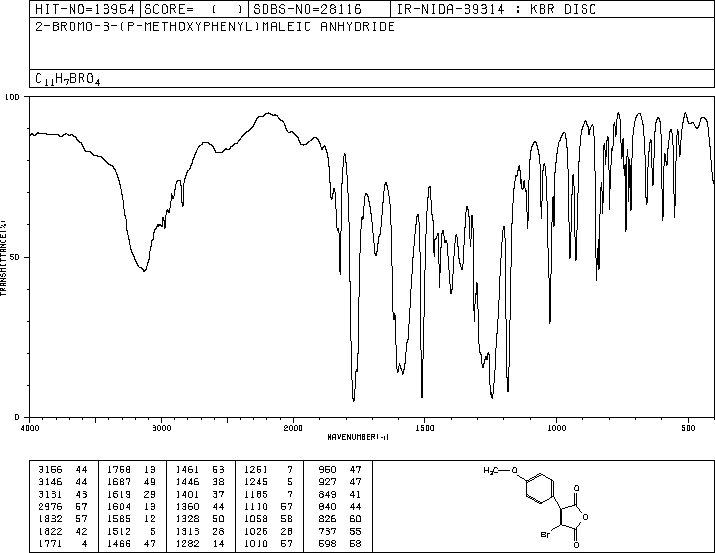 HIT-NO=13954 SCORE= ( ) SDBS-NO=28116 IR-NIDA-39314 : KBR DISC
2-BROMO-3-(P-METHOXYPHENYL)MALEIC ANHYDRIDE
C11H7BRO4
100
50
0
TRANSMITTANCE(%)
4000 3000 2000 1500 1000 500
WAVENUMBER(-1)
3166 44 1768 13 1461 53 1261 7 960 47
3146 44 1687 49 1446 38 1245 5 927 47
3131 43 1619 29 1401 37 1185 7 849 41
2976 57 1604 13 1360 44 1110 57 840 44
1832 57 1585 12 1328 50 1058 58 826 60
1822 42 1512 5 1313 28 1026 28 737 55
1771 4 1466 47 1282 14 1010 57 598 58
H3C O
O
O
Br
O